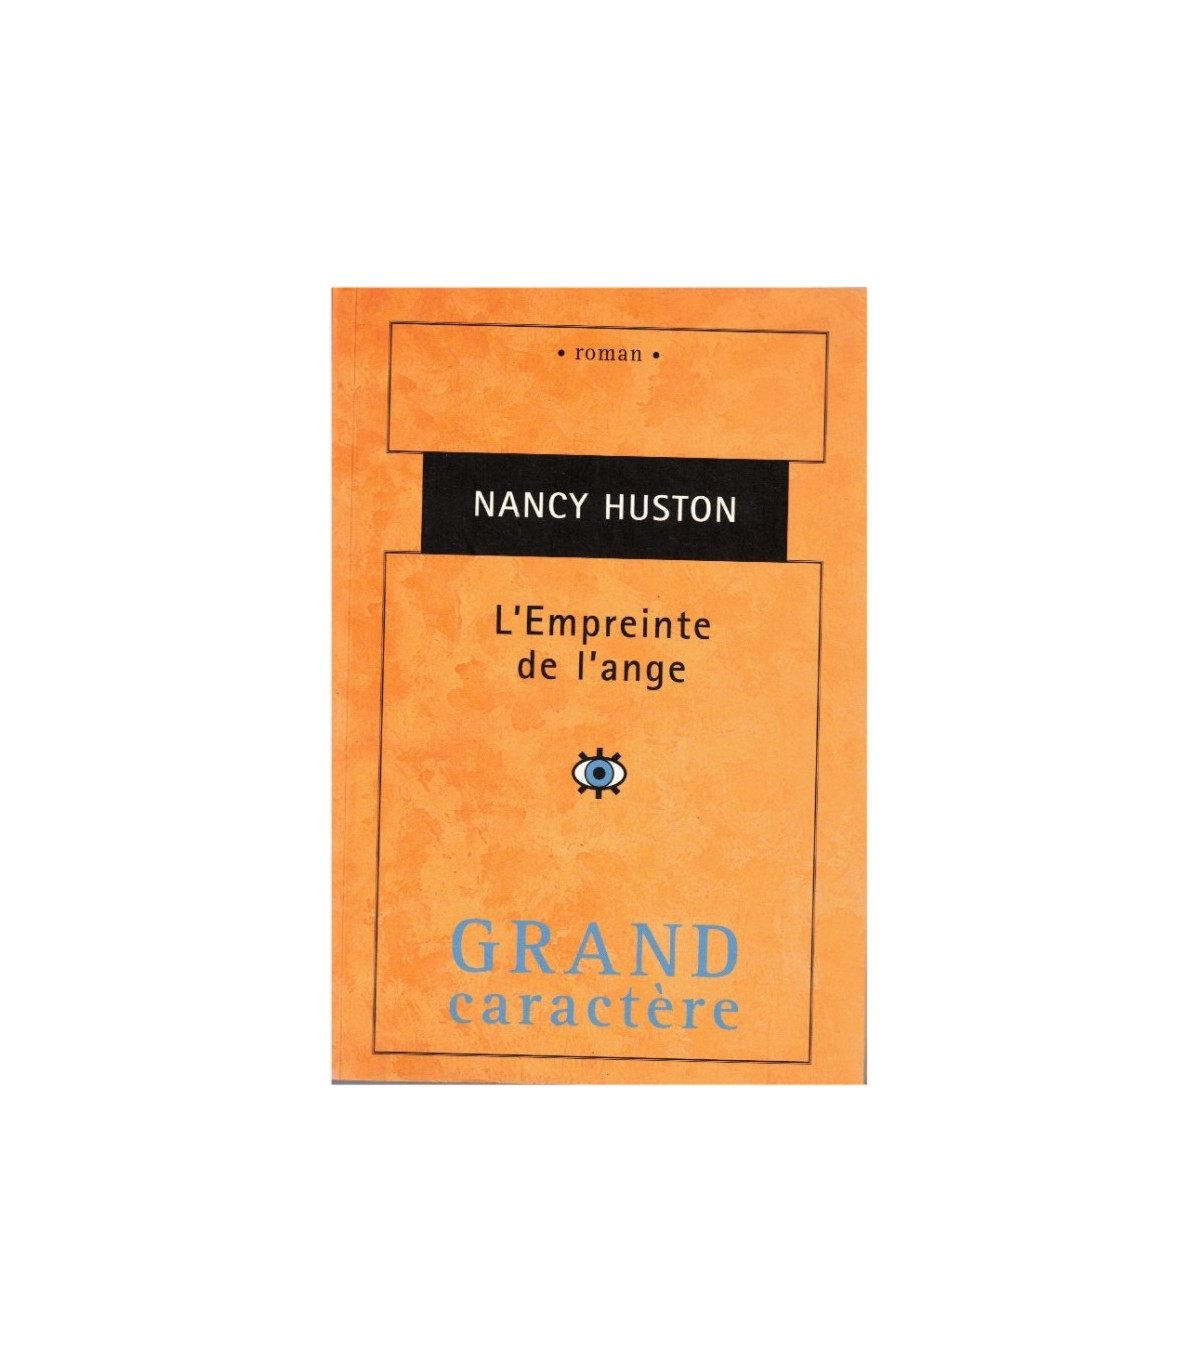 • roman •
NANCY HUSTON
L'Empreinte
de l'ange
GRAND
caractère